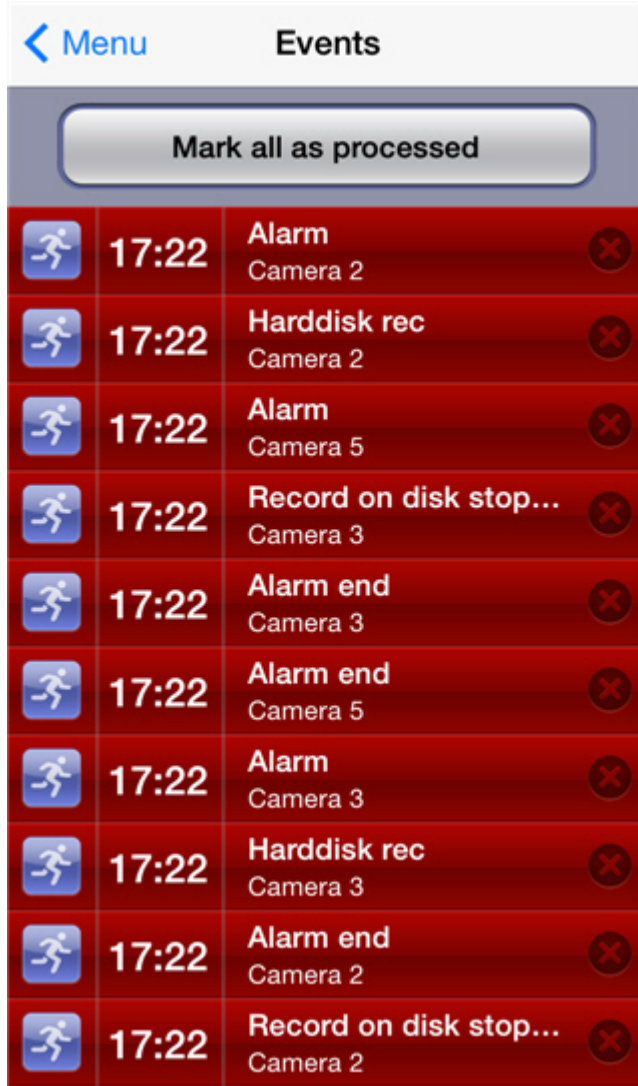 Menu
Events
Mark all as processed
17:22
Alarm
Camera 2
17:22
Harddisk rec
Camera 2
17:22
Alarm
Camera 5
17:22
Record on disk stop...
Camera 3
17:22
Alarm end
Camera 3
17:22
Alarm end
Camera 5
17:22
Alarm
Camera 3
17:22
Harddisk rec
Camera 3
17:22
Alarm end
Camera 2
17:22
Record on disk stop...
Camera 2